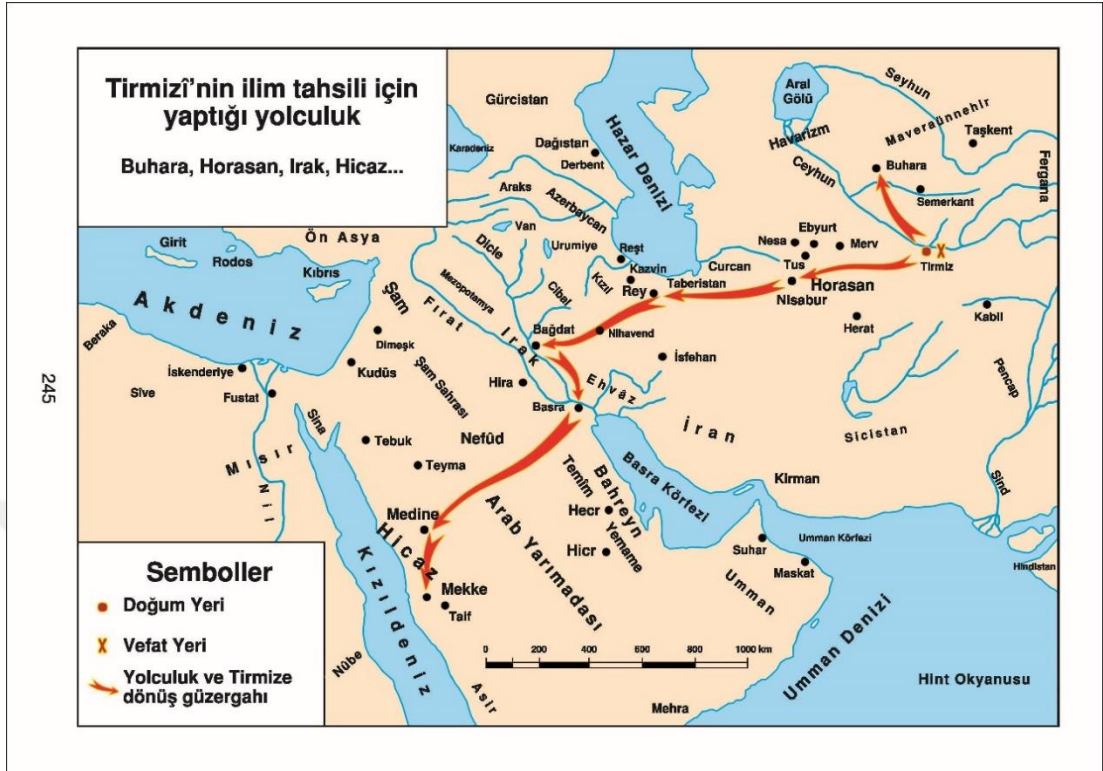 Tirmizî'nin ilim tahsili için
yaptığı yolculuk
Buhara, Horasan, Irak, Hicaz...
Gürcistan
Karadeniz
Dağıstan
Derbent
Hazar Denizi
Aral
Gölü
Seyhun
Maveraünnehir
Taşkent
Havarizm
Ceyhun
Buhara
Semerkant
Fergana
Araks
Azerbaycan
Van
Urumiye
Dicle
Ön Asya
Girit
Rodos
Kıbrıs
Akdeniz
Reşt
Kazvin
Kızıl
Rey
Taberistan
Curcan
Nesa
Ebyurt
Merv
Tus
Horasan
Nişabur
Tirmiz
Herat
Kabil
Mezopotamya
Cibal
Şam
Fırat
Irak
Bağdat
Nihavend
İsfehan
Beraka
Dimeşk
Kudüs
Şam Sahrası
Hira
Ehvâz
Basra
İran
Sicistan
Pencap
Sind
İskenderiye
Sîve
Fustat
Sina
Mısır
Nil
Tebuk
Teyma
Nefûd
Temîm
Bahreyn
Basra Körfezi
Kirman
Hecr
Hicr
Yemame
Medine
Hicaz
Mekke
Taif
Arab Yarımadası
Suhar
Umman Körfezi
Maskat
Umman
Hindistan
Kızıldeniz
Nûbe
Asir
Mehra
Umman Denizi
Hint Okyanusu
0 200 400 600 800 1000 km
Semboller
Doğum Yeri
Vefat Yeri
Yolculuk ve Tirmize
dönüş güzergahı
245